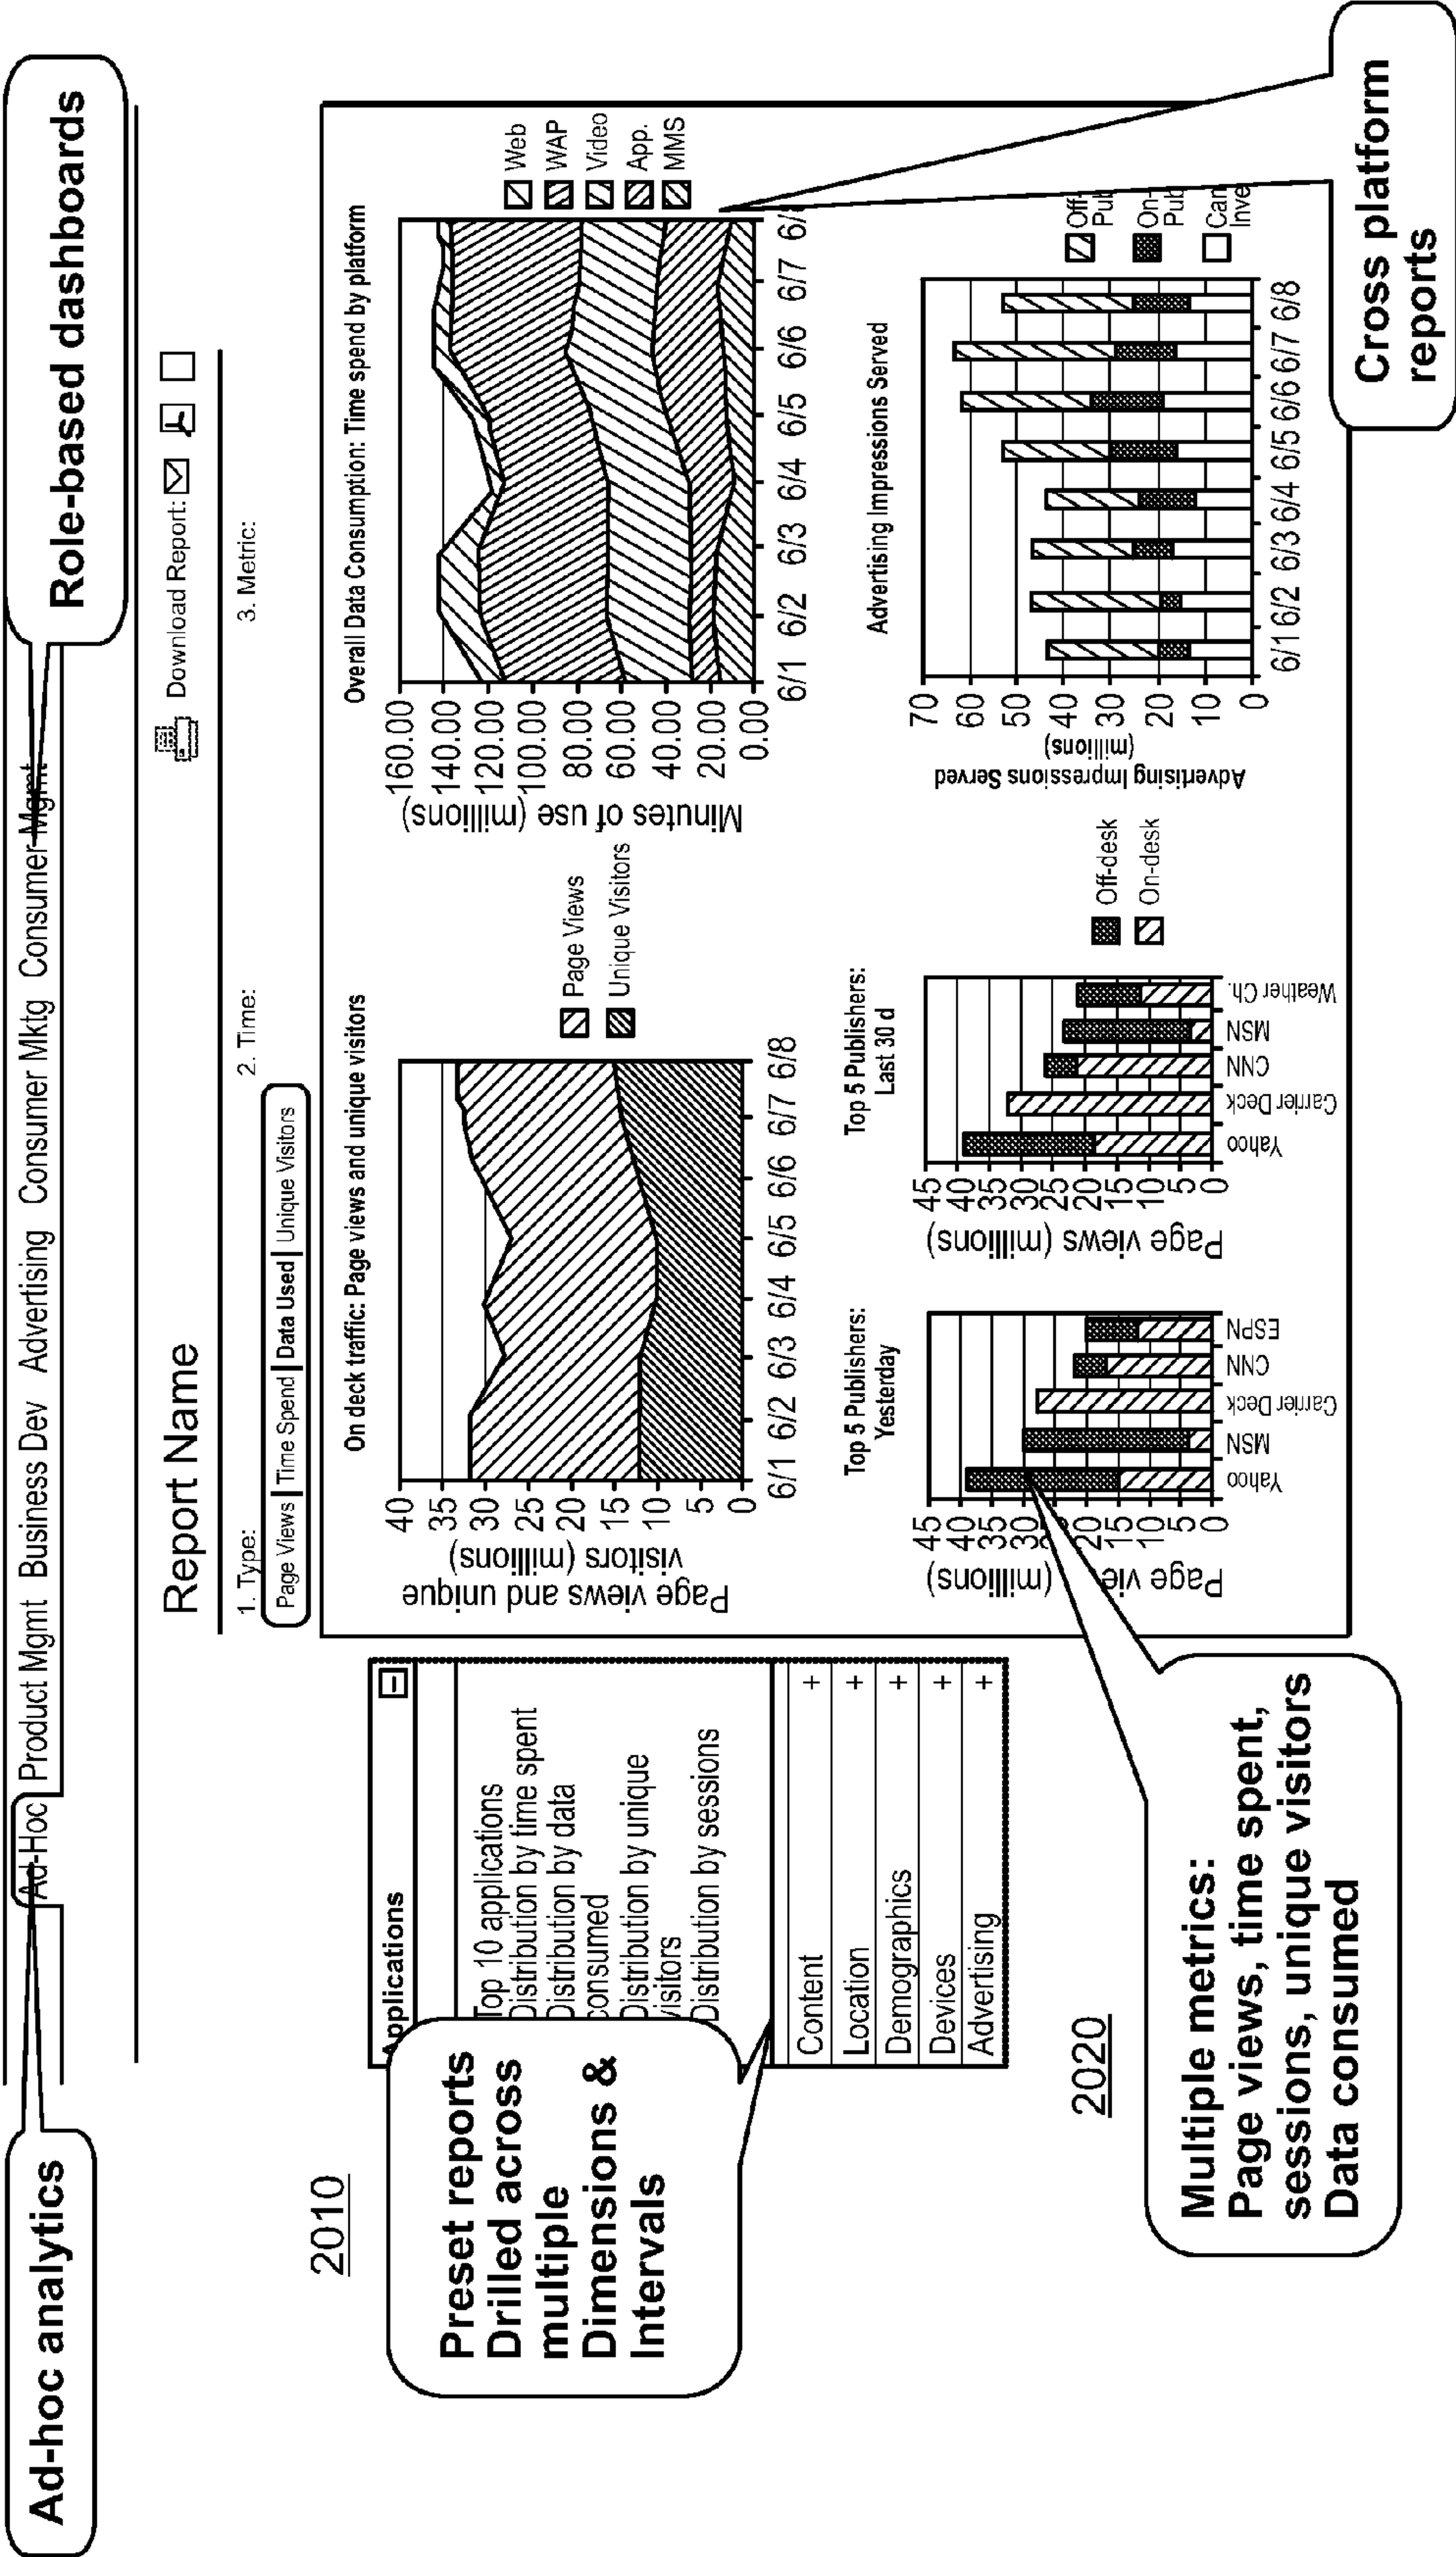 Ad-hoc analytics
Role-based dashboards
Ad-Hoc Product Mgmt Business Dev Advertising Consumer Mktg Consumer Mgmt
Report Name
Download Report:
1. Type:
2. Time:
3. Metric:
Page Views | Time Spend | Data Used | Unique Visitors
2010
Preset reports
Drilled across
multiple
Dimensions &
Intervals
Applications
Top 10 applications
Distribution by time spent
Distribution by data
consumed
Distribution by unique
visitors
Distribution by sessions
Content +
Location +
Demographics +
Devices +
Advertising +
2020
Multiple metrics:
Page views, time spent,
sessions, unique visitors
Data consumed
On deck traffic: Page views and unique visitors
Page views and unique
visitors (millions)
40
35
30
25
20
15
10
5
0
6/1 6/2 6/3 6/4 6/5 6/6 6/7 6/8
Page Views
Unique Visitors
Overall Data Consumption: Time spend by platform
Minutes of use (millions)
160.00
140.00
120.00
100.00
80.00
60.00
40.00
20.00
0.00
6/1 6/2 6/3 6/4 6/5 6/6 6/7 6/
Web
WAP
Video
App.
MMS
Top 5 Publishers:
Yesterday
Page vie
(millions)
45
40
35
30
25
20
15
10
5
0
Yahoo
MSN
Carrier Deck
CNN
ESPN
Top 5 Publishers:
Last 30 d
Page views (millions)
45
40
35
30
25
20
15
10
5
0
Yahoo
Carrier Deck
CNN
MSN
Weather Ch.
Off-desk
On-desk
Advertising Impressions Served
Advertising Impressions Served
(millions)
70
60
50
40
30
20
10
0
6/1 6/2 6/3 6/4 6/5 6/6 6/7 6/8
Off-
Pub
On-
Pub
Can
Inve
Cross platform
reports